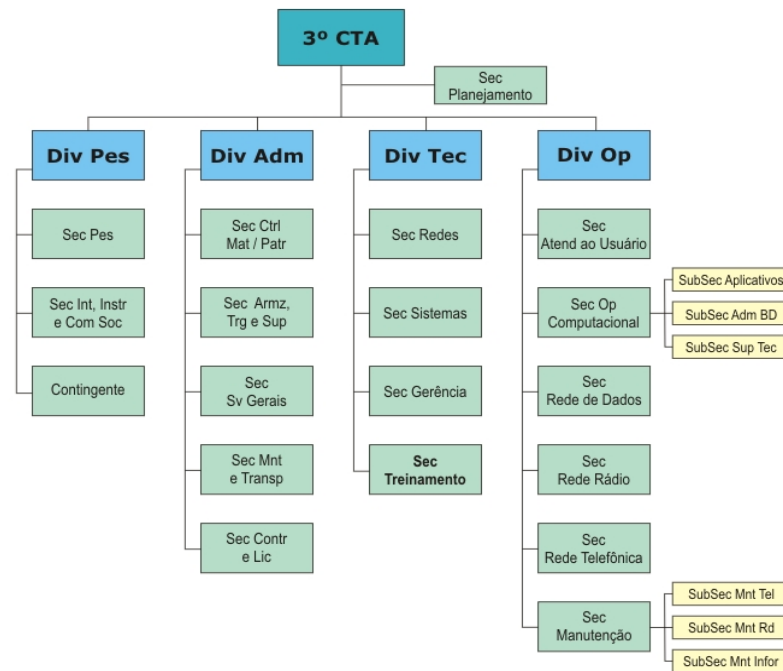 3º CTA
Sec
Planejamento
Div Pes
Div Adm
Div Tec
Div Op
Sec Pes
Sec Int, Instr
e Com Soc
Contingente
Sec Ctrl
Mat / Patr
Sec Armz,
Trg e Sup
Sec
Sv Gerais
Sec Mnt
e Transp
Sec Contr
e Lic
Sec Redes
Sec Sistemas
Sec Gerência
Sec
Treinamento
Sec
Atend ao Usuário
Sec Op
Computacional
SubSec Aplicativos
SubSec Adm BD
SubSec Sup Tec
Sec
Rede de Dados
Sec
Rede Rádio
Sec
Rede Telefônica
Sec
Manutenção
SubSec Mnt Tel
SubSec Mnt Rd
SubSec Mnt Infor